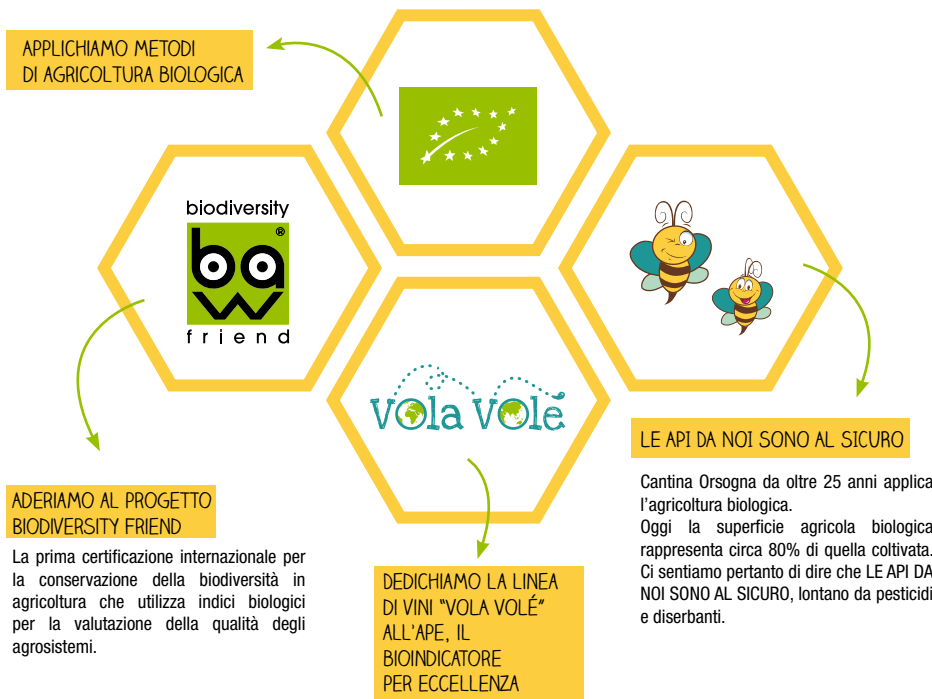 APPLICHIAMO METODI
DI AGRICOLTURA BIOLOGICA
biodiversity
baw®
friend
vola volé
LE API DA NOI SONO AL SICURO
Cantina Orsogna da oltre 25 anni applica
l’agricoltura biologica.
Oggi la superficie agricola biologica
rappresenta circa 80% di quella coltivata.
Ci sentiamo pertanto di dire che LE API DA
NOI SONO AL SICURO, lontano da pesticidi
e diserbanti.
ADERIAMO AL PROGETTO
BIODIVERSITY FRIEND
La prima certificazione internazionale per
la conservazione della biodiversità in
agricoltura che utilizza indici biologici
per la valutazione della qualità degli
agrosistemi.
DEDICHIAMO LA LINEA
DI VINI "VOLA VOLÉ"
ALL'APE, IL
BIOINDICATORE
PER ECCELLENZA